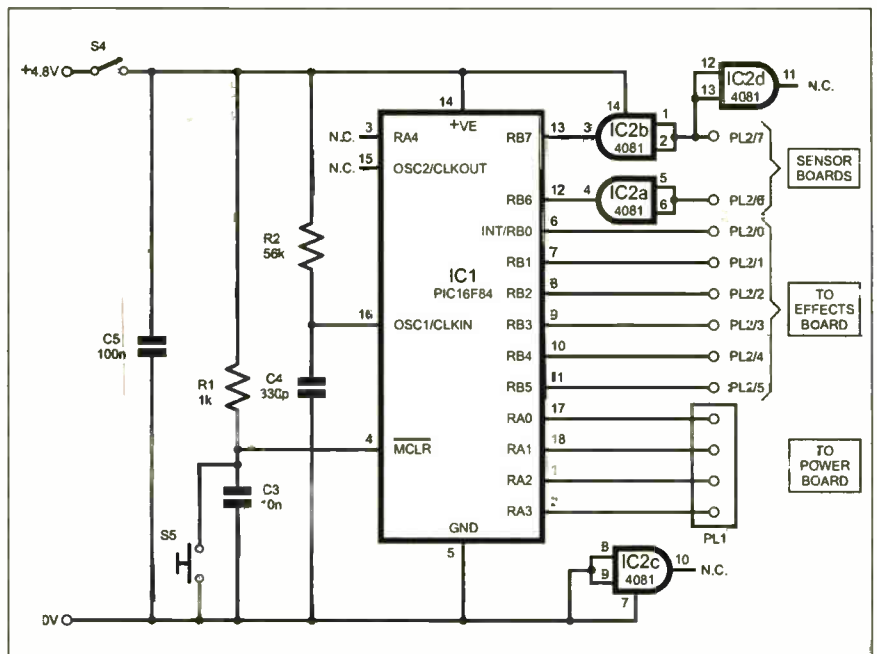 S4
+4.8V
14
+VE
N.C. 3 RA4
N.C. 15 OSC2/CLKOUT
R2
56k
16 OSC1/CLKIN
C5
100n
R1
1k
C4
330p
4 MCLR
C3
10n
S5
0V
IC1
PIC16F84
GND
5
RB7 13
RB6 12
INT/RB0 6
RB1 7
RB2 8
RB3 9
RB4 10
RB5 11
RA0 17
RA1 18
RA2 1
RA3
14
3 IC2b 1
4081 2
4 IC2a 5
4081 6
12 IC2d 11 N.C.
13 4081
PL2/7
PL2/6
PL2/0
PL2/1
PL2/2
PL2/3
PL2/4
PL2/5
PL1
SENSOR
BOARDS
TO
EFFECTS
BOARD
TO
POWER
BOARD
8 IC2c 10 N.C.
9 4081
7